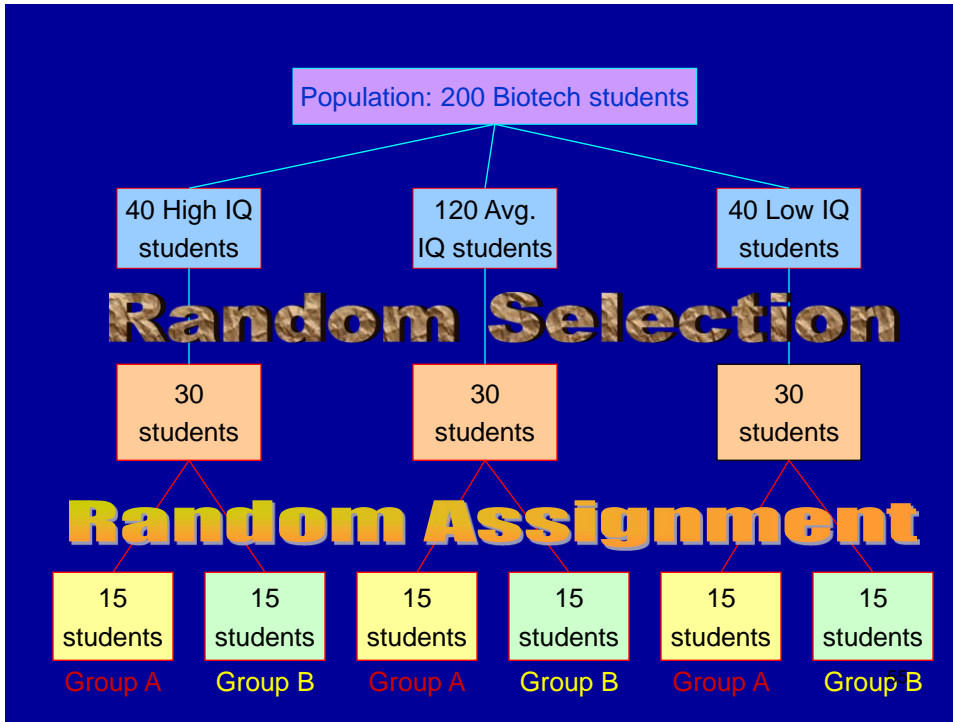 Population: 200 Biotech students
40 High IQ
students
120 Avg.
IQ students
40 Low IQ
students
Random Selection
30
students
30
students
30
students
Random Assignment
15
students
15
students
15
students
15
students
15
students
15
students
Group A
Group B
Group A
Group B
Group A
Group B